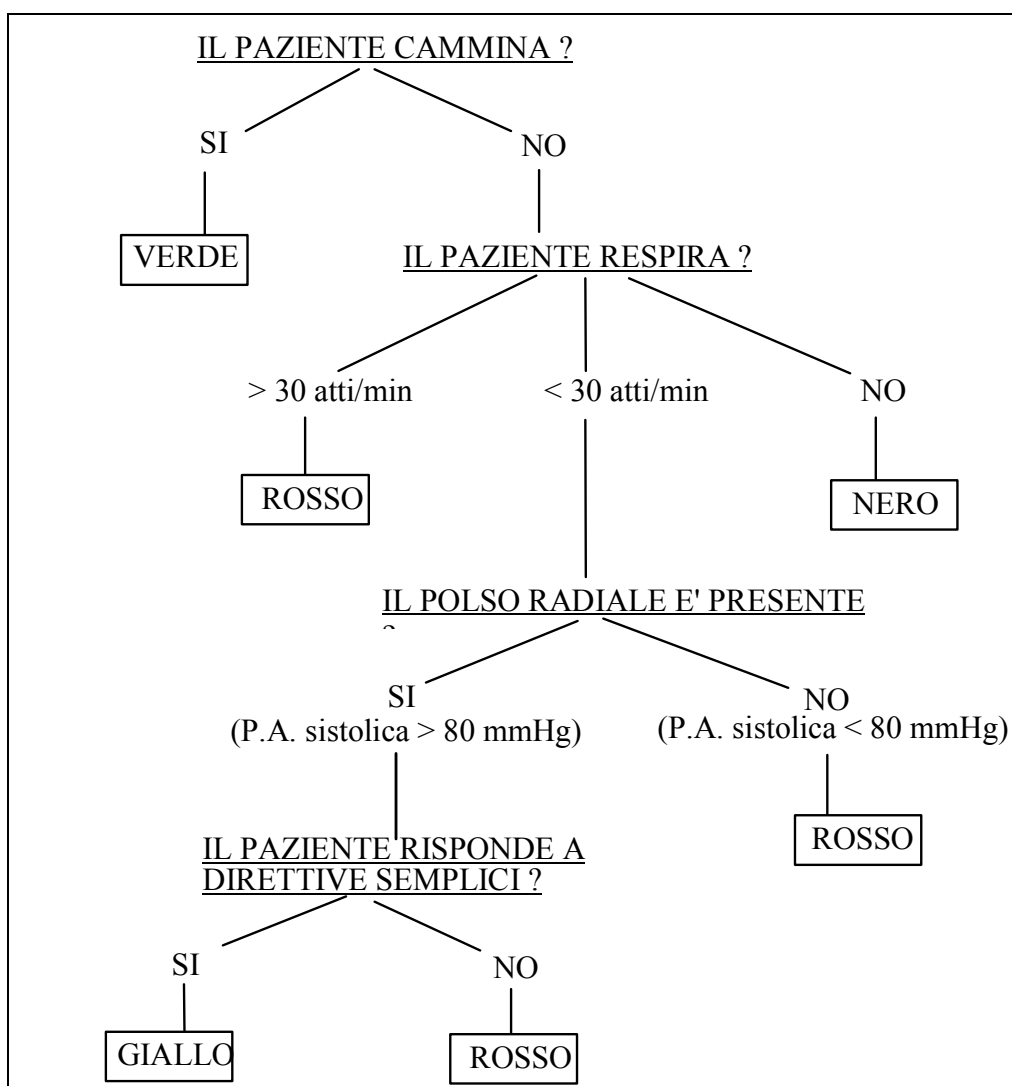 IL PAZIENTE CAMMINA ?
SI
NO
VERDE
IL PAZIENTE RESPIRA ?
> 30 atti/min
< 30 atti/min
NO
ROSSO
NERO
IL POLSO RADIALE E' PRESENTE
?
SI
(P.A. sistolica > 80 mmHg)
NO
(P.A. sistolica < 80 mmHg)
ROSSO
IL PAZIENTE RISPONDE A
DIRETTIVE SEMPLICI ?
SI
NO
GIALLO
ROSSO